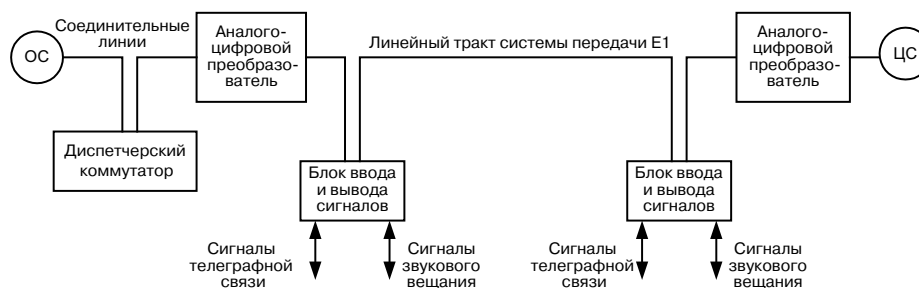 ОС
Соединительные
линии
Аналого-
цифровой
преобразо-
ватель
Линейный тракт системы передачи Е1
Аналого-
цифровой
преобразо-
ватель
ЦС
Диспетчерский
коммутатор
Блок ввода
и вывода
сигналов
Блок ввода
и вывода
сигналов
Сигналы
телеграфной
связи
Сигналы
звукового
вещания
Сигналы
телеграфной
связи
Сигналы
звукового
вещания